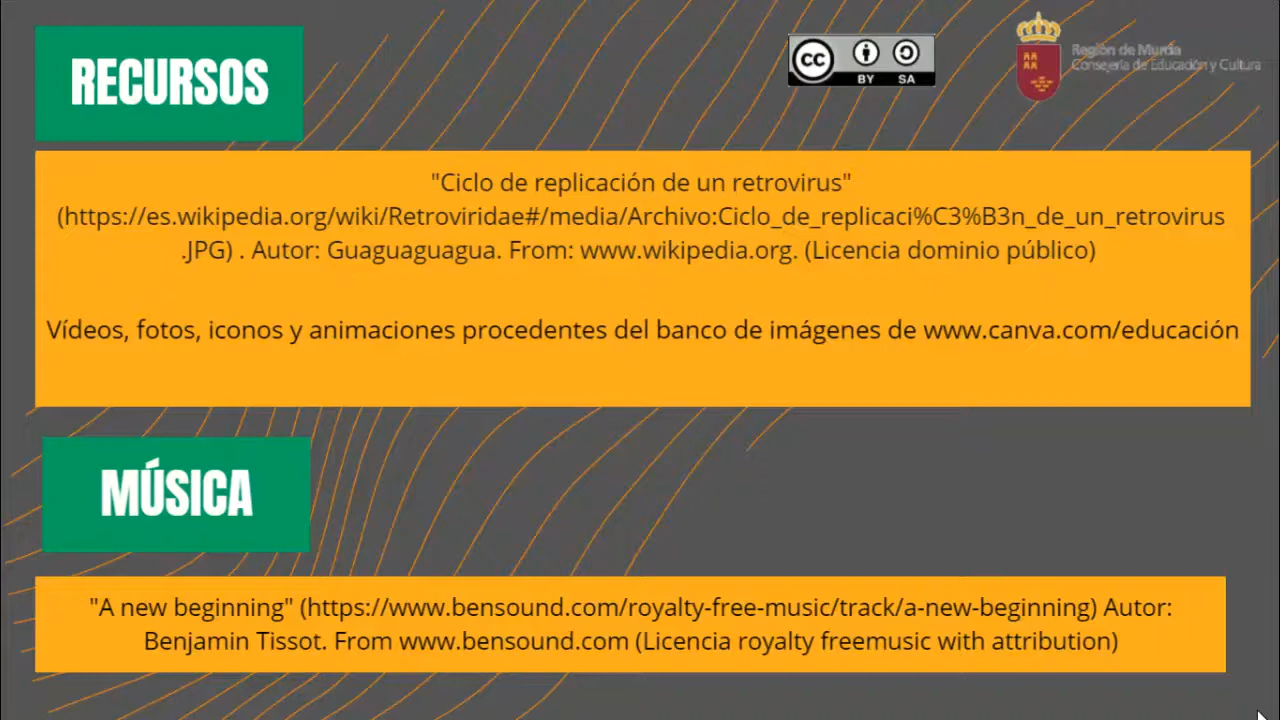 RECURSOS
CC BY SA
Región de Murcia
Consejería de Educación y Cultura
"Ciclo de replicación de un retrovirus"
(https://es.wikipedia.org/wiki/Retroviridae#/media/Archivo:Ciclo_de_replicaci%C3%B3n_de_un_retrovirus
.JPG) . Autor: Guaguaguagua. From: www.wikipedia.org. (Licencia dominio público)
Vídeos, fotos, iconos y animaciones procedentes del banco de imágenes de www.canva.com/educación
MÚSICA
"A new beginning" (https://www.bensound.com/royalty-free-music/track/a-new-beginning) Autor:
Benjamin Tissot. From www.bensound.com (Licencia royalty freemusic with attribution)